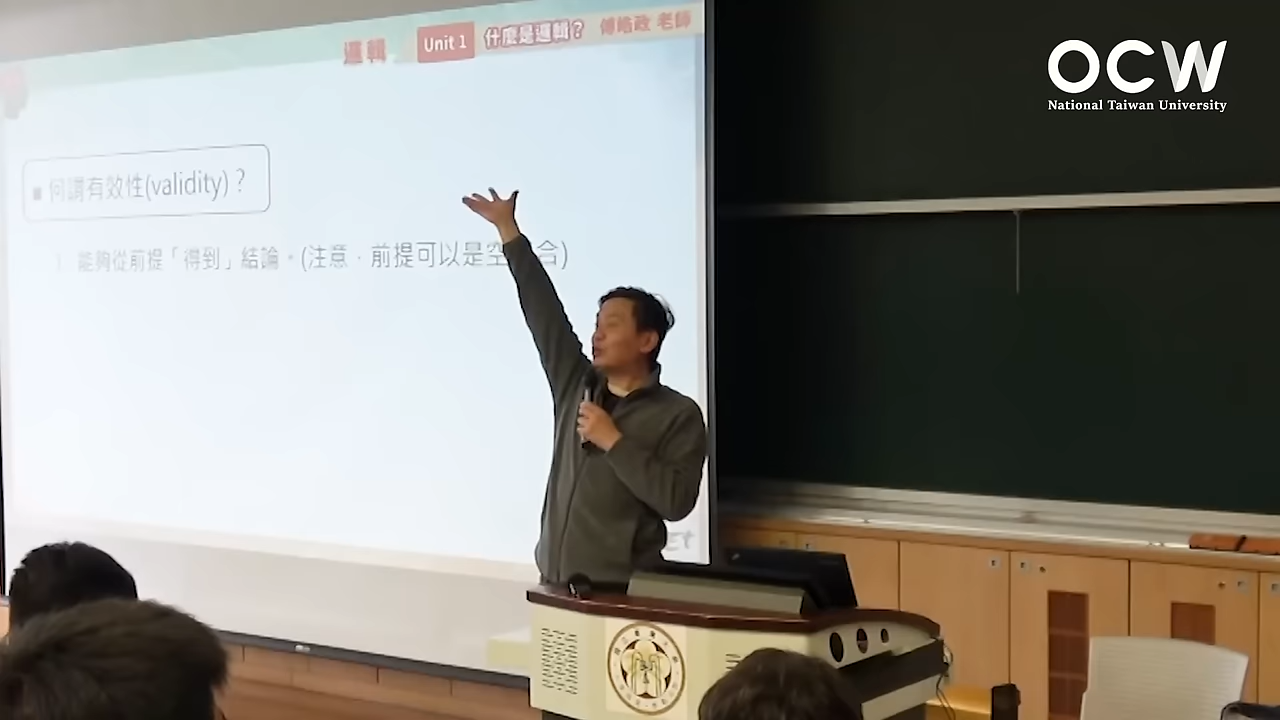 邏輯 Unit 1 什麼是邏輯？ 傅皓政 老師
OCW
National Taiwan University
■ 何謂有效性(validity)？
能夠從前提「得到」結論。(注意，前提可以是空 合)